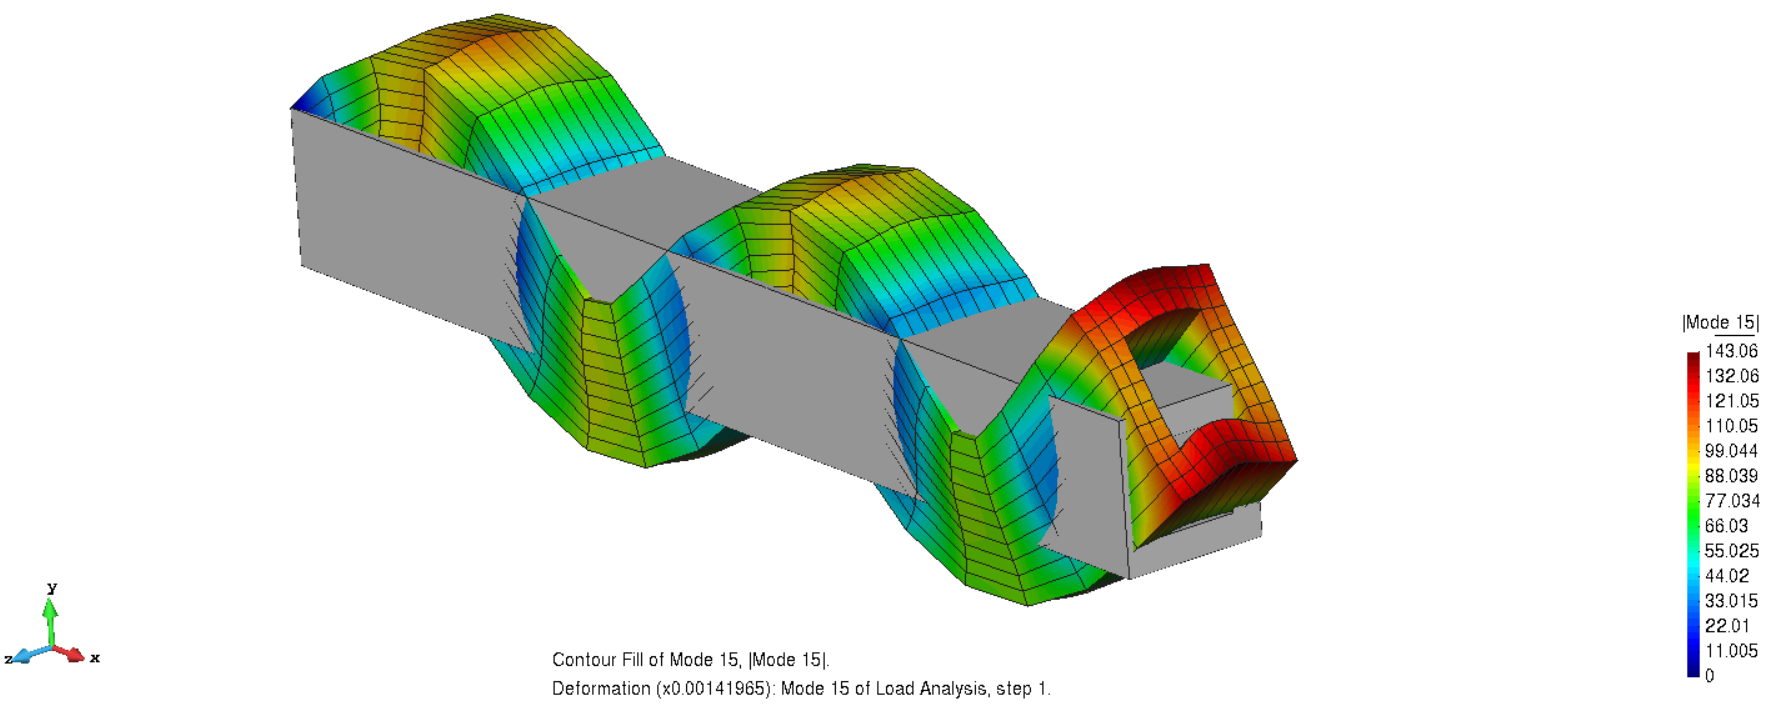 |Mode 15|
143.06
132.06
121.05
110.05
99.044
88.039
77.034
66.03
55.025
44.02
33.015
22.01
11.005
0
y
z
x
Contour Fill of Mode 15, |Mode 15|.
Deformation (x0.00141965): Mode 15 of Load Analysis, step 1.